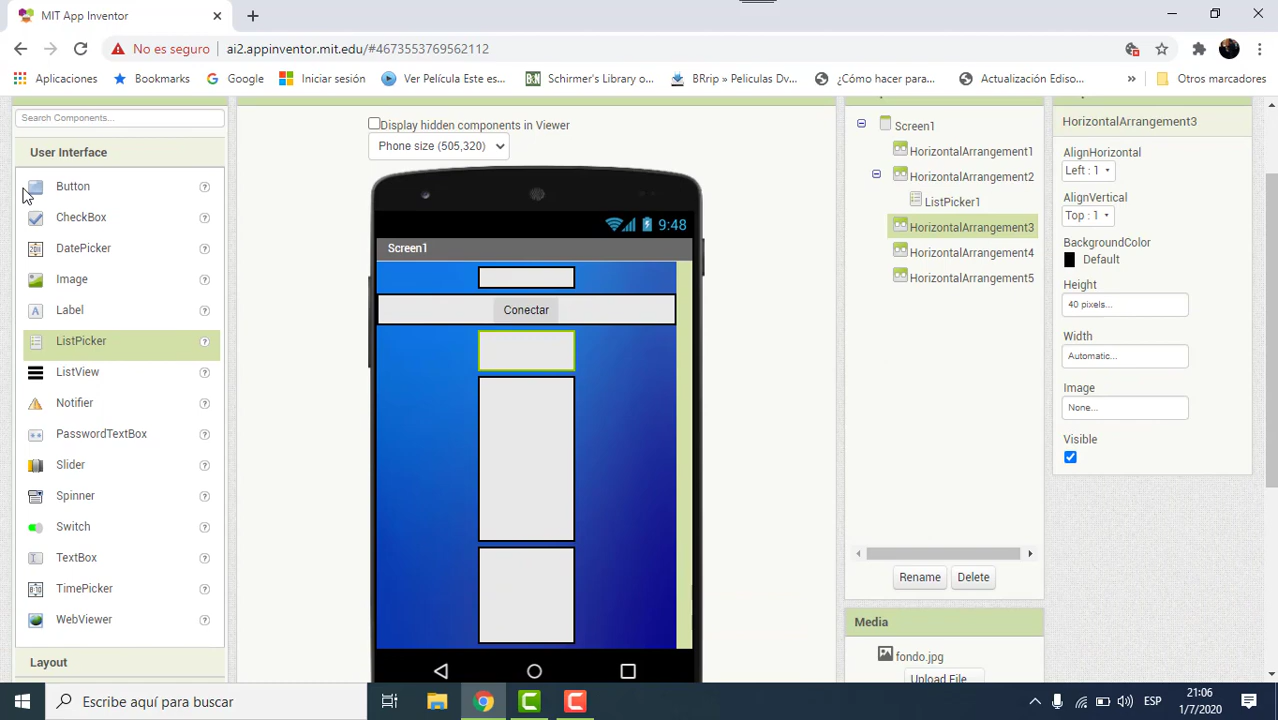 MIT App Inventor
No es seguro
ai2.appinventor.mit.edu/#4673553769562112
Aplicaciones
Bookmarks
Google
Iniciar sesión
Ver Película Este es...
Schirmer's Library o...
BRrip » Peliculas Dv...
¿Cómo hacer para...
Actualización Ediso...
»
Otros marcadores
Search Components...
User Interface
Button
CheckBox
DatePicker
Image
Label
ListPicker
ListView
Notifier
PasswordTextBox
Slider
Spinner
Switch
TextBox
TimePicker
WebViewer
Layout
Display hidden components in Viewer
Phone size (505,320)
9:48
Screen1
Conectar
Screen1
HorizontalArrangement1
HorizontalArrangement2
ListPicker1
HorizontalArrangement3
HorizontalArrangement4
HorizontalArrangement5
Rename
Delete
Media
fondo.jpg
Upload File ...
HorizontalArrangement3
AlignHorizontal
Left : 1
AlignVertical
Top : 1
BackgroundColor
Default
Height
40 pixels...
Width
Automatic...
Image
None...
Visible
Escribe aquí para buscar
ESP
21:06
1/7/2020